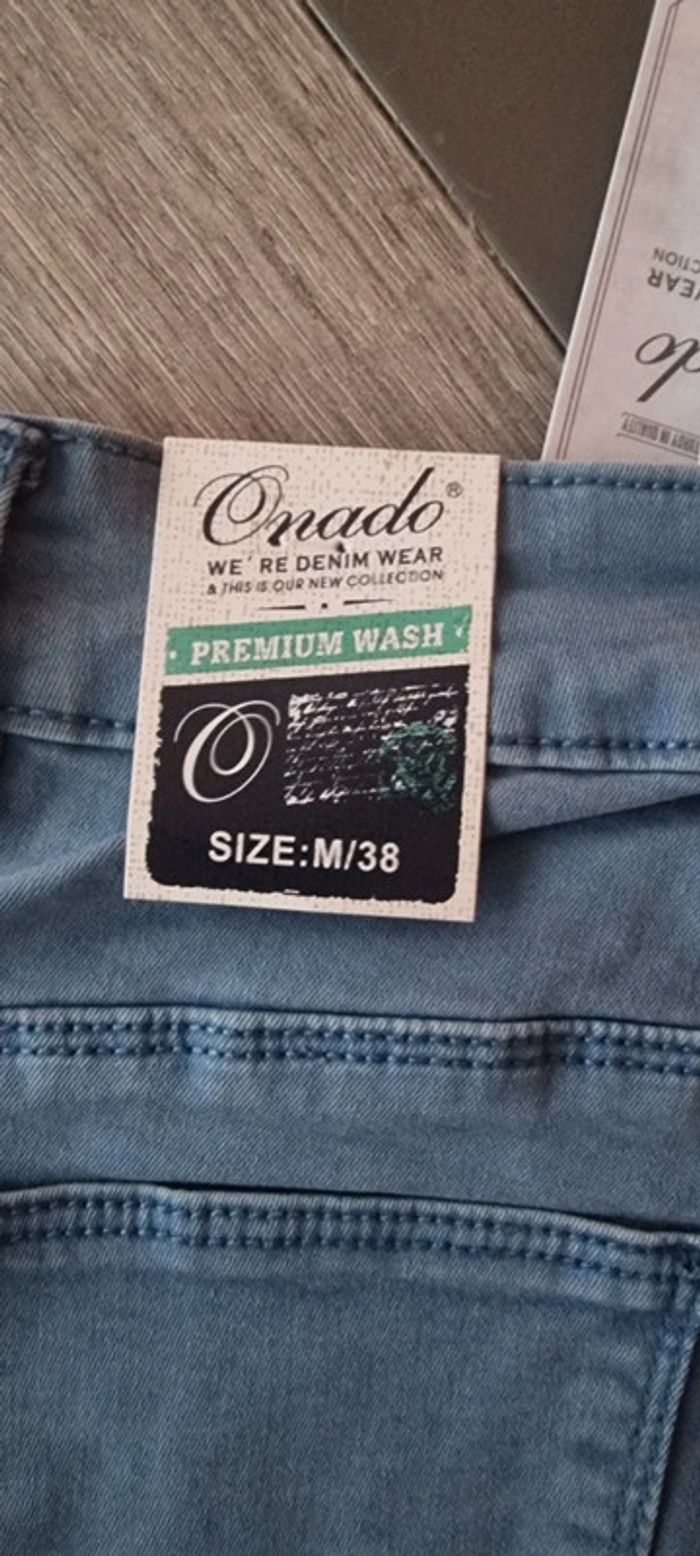 Onado®
WE´RE DENIM WEAR
& THIS IS OUR NEW COLLECTION
PREMIUM WASH
O
SIZE:M/38